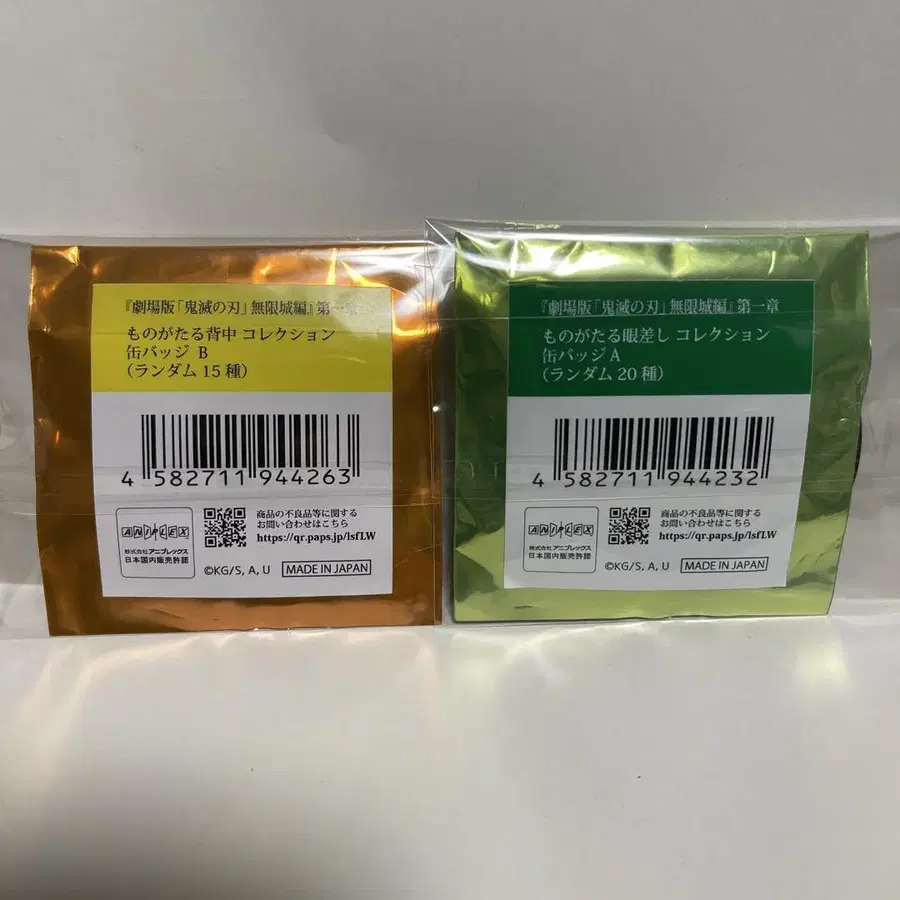 『劇場版「鬼滅の刃」無限城編』第一章
ものがたる背中 コレクション
缶バッジ B
（ランダム 15 種）
4 582711 944263
ANIPLEX
株式会社アニプレックス
日本国内販売許諾
商品の不良品等に関する
お問い合わせはこちら
https://qr.paps.jp/lsfLW
©KG/S, A, U
MADE IN JAPAN
『劇場版「鬼滅の刃」無限城編』第一章
ものがたる眼差し コレクション
缶バッジ A
（ランダム 20 種）
4 582711 944232
ANIPLEX
株式会社アニプレックス
日本国内販売許諾
商品の不良品等に関する
お問い合わせはこちら
https://qr.paps.jp/lsfLW
©KG/S, A, U
MADE IN JAPAN